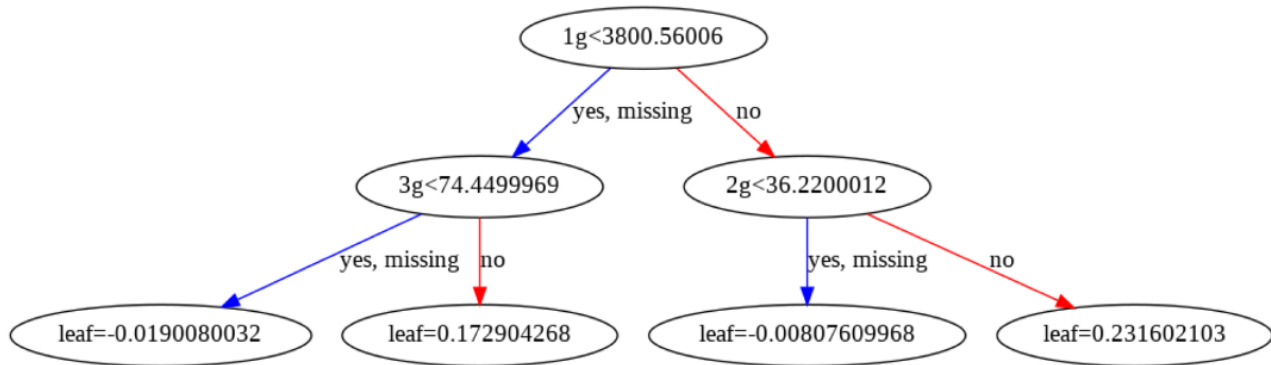 1g<3800.56006
yes, missing
no
3g<74.4499969
2g<36.2200012
yes, missing
no
yes, missing
no
leaf=-0.0190080032
leaf=0.172904268
leaf=-0.00807609968
leaf=0.231602103